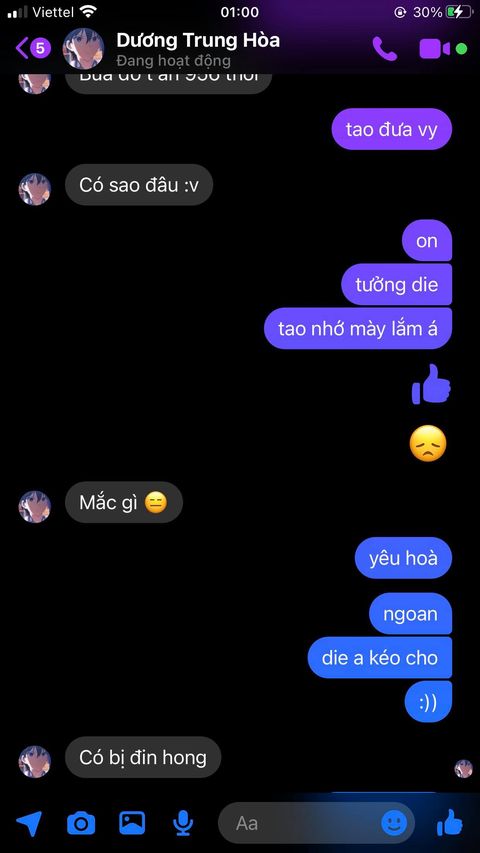 Viettel
01:00
30%
5
Dương Trung Hòa
Đang hoạt động
tao đưa vy
Có sao đâu :v
on
tưởng die
tao nhớ mày lắm á
Mắc gì 😑
yêu hoà
ngoan
die a kéo cho
:))
Có bị đin hong
Aa